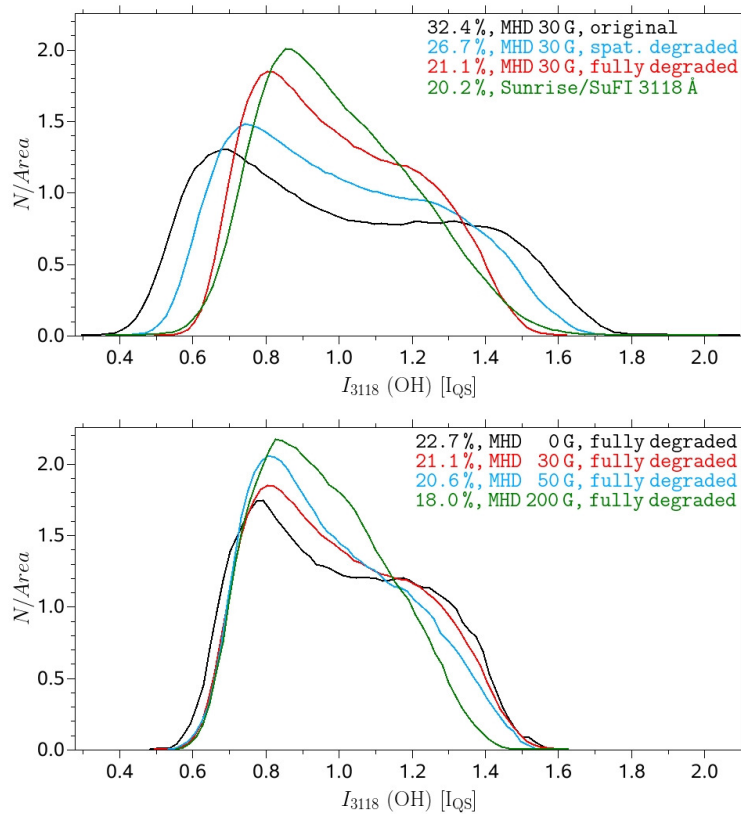 32.4 %, MHD 30 G, original
26.7 %, MHD 30 G, spat. degraded
21.1 %, MHD 30 G, fully degraded
20.2 %, Sunrise/SuFI 3118 Å
2.0
1.5
1.0
0.5
0.0
N/Area
0.4 0.6 0.8 1.0 1.2 1.4 1.6 1.8 2.0
I3118 (OH) [IQS]
22.7 %, MHD 0 G, fully degraded
21.1 %, MHD 30 G, fully degraded
20.6 %, MHD 50 G, fully degraded
18.0 %, MHD 200 G, fully degraded
2.0
1.5
1.0
0.5
0.0
N/Area
0.4 0.6 0.8 1.0 1.2 1.4 1.6 1.8 2.0
I3118 (OH) [IQS]